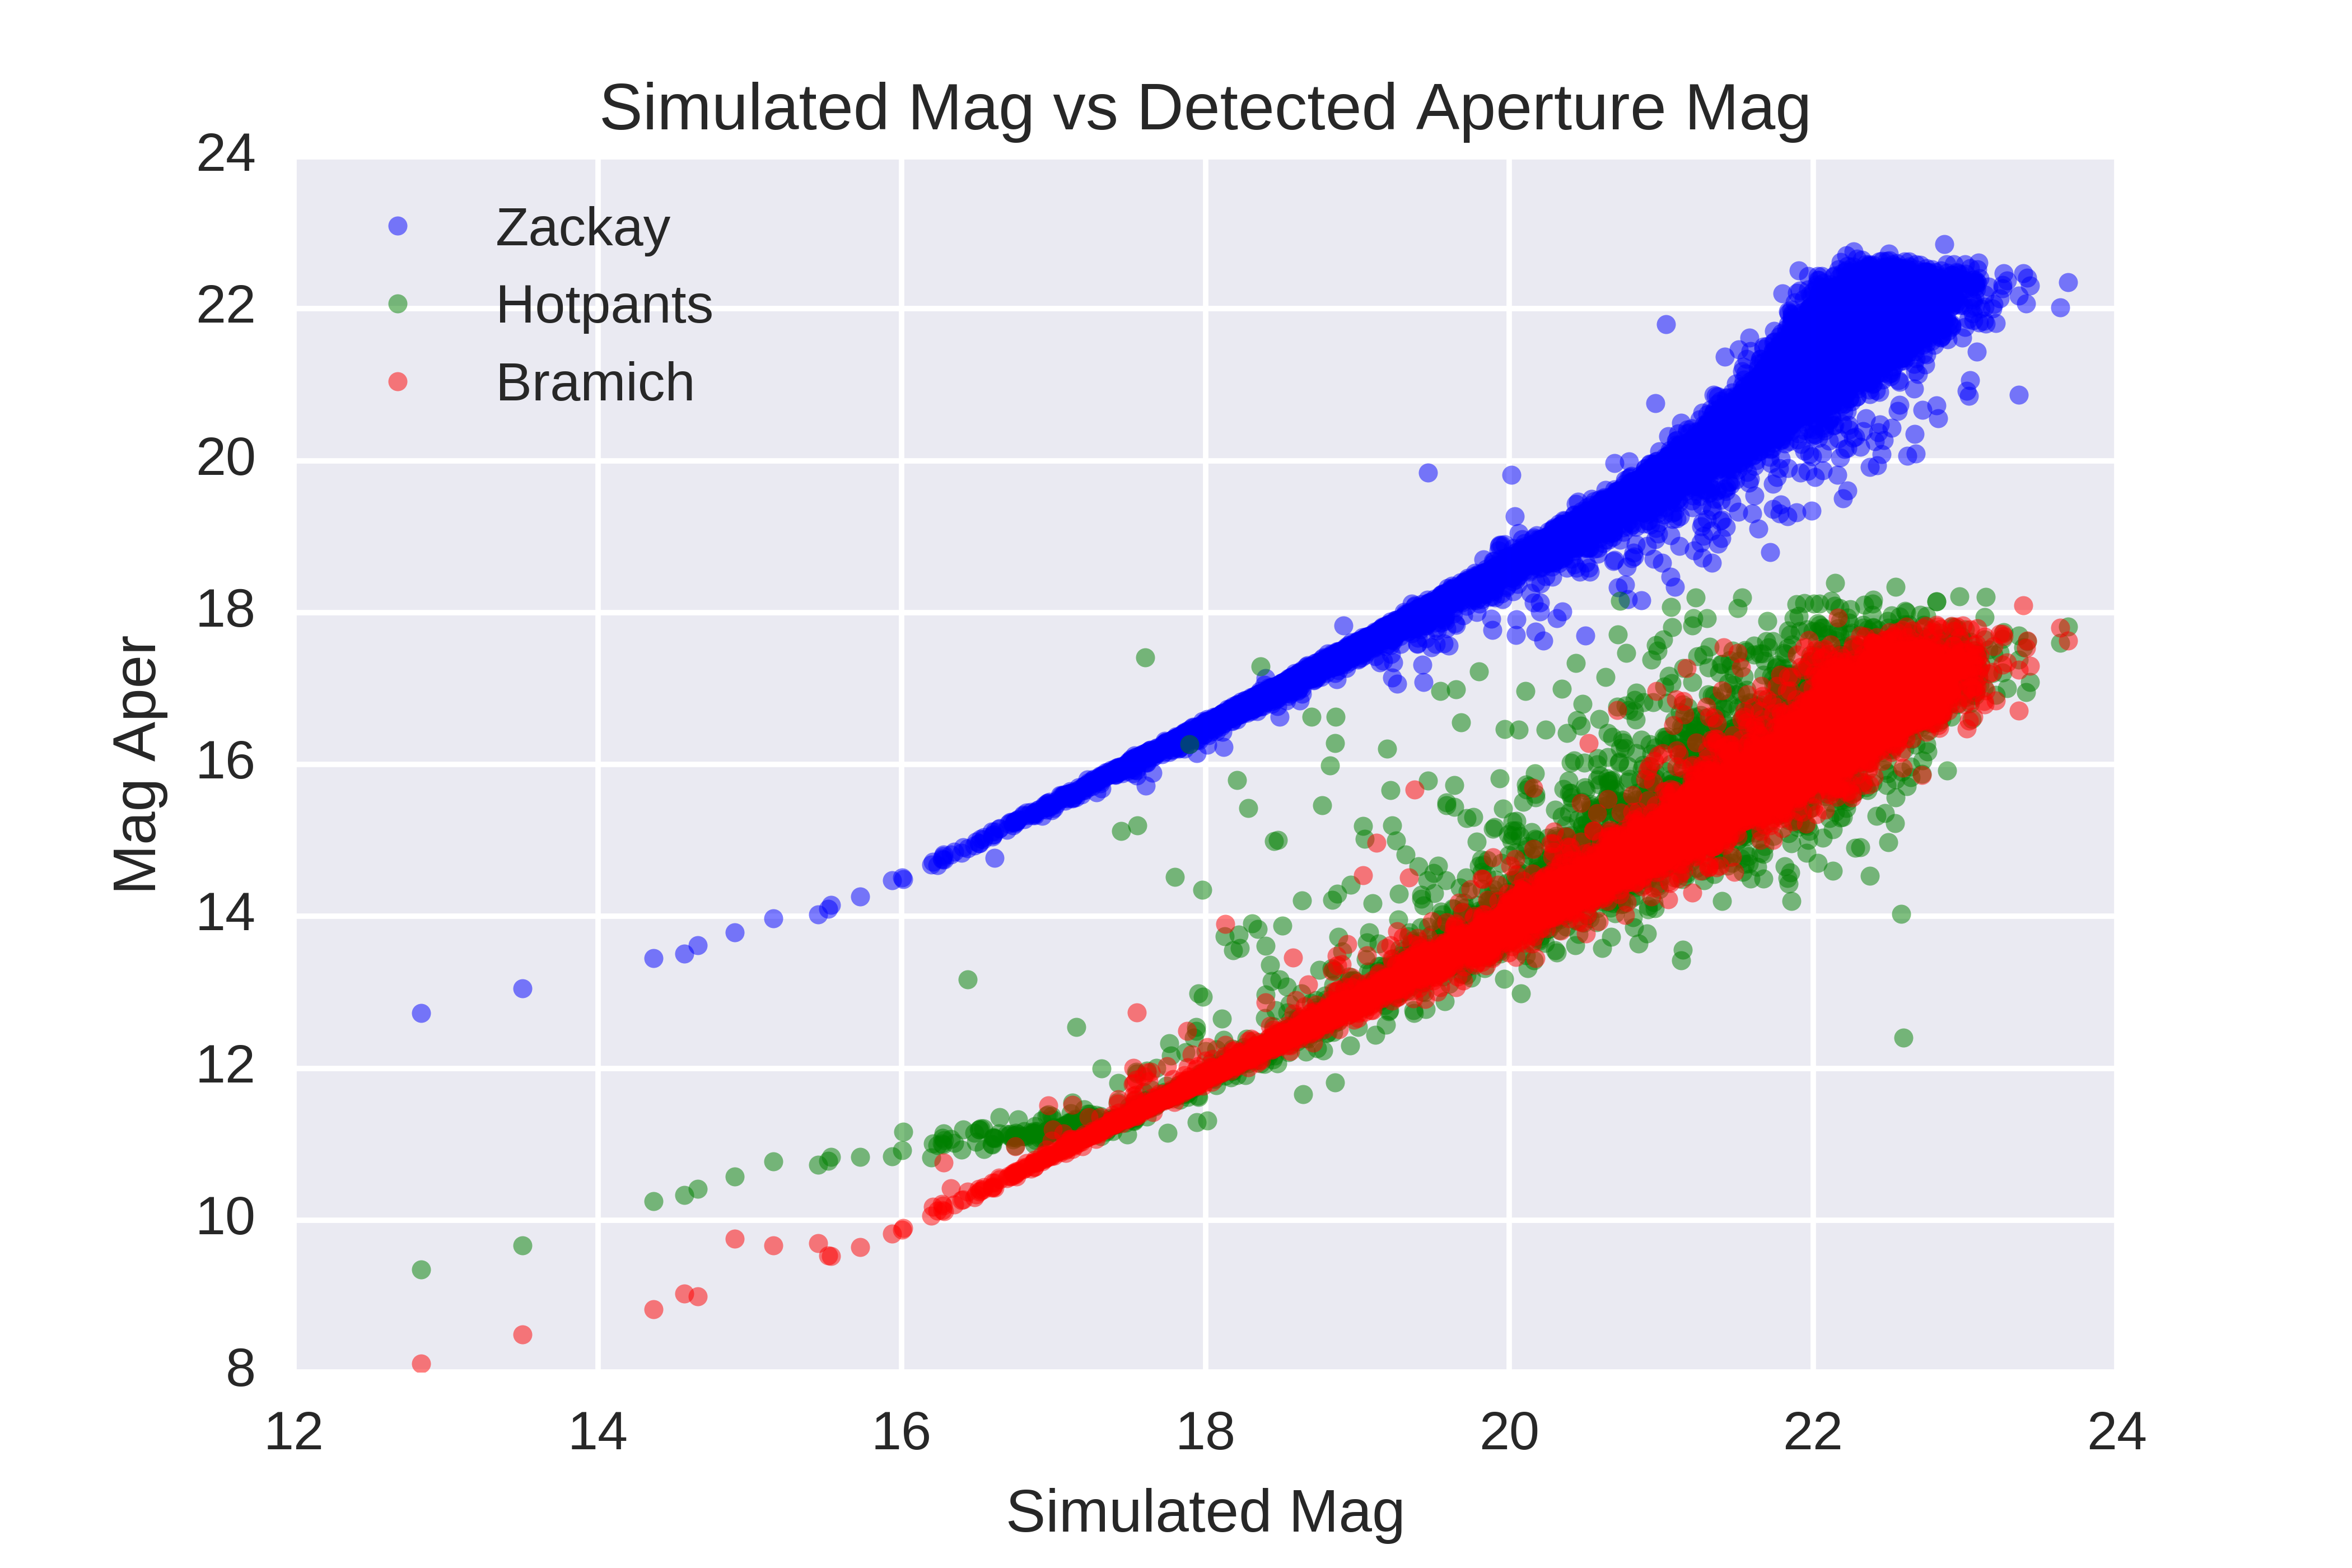 Simulated Mag vs Detected Aperture Mag
24
22
20
18
16
14
12
10
8
Zackay
Hotpants
Bramich
Mag Aper
12 14 16 18 20 22 24
Simulated Mag